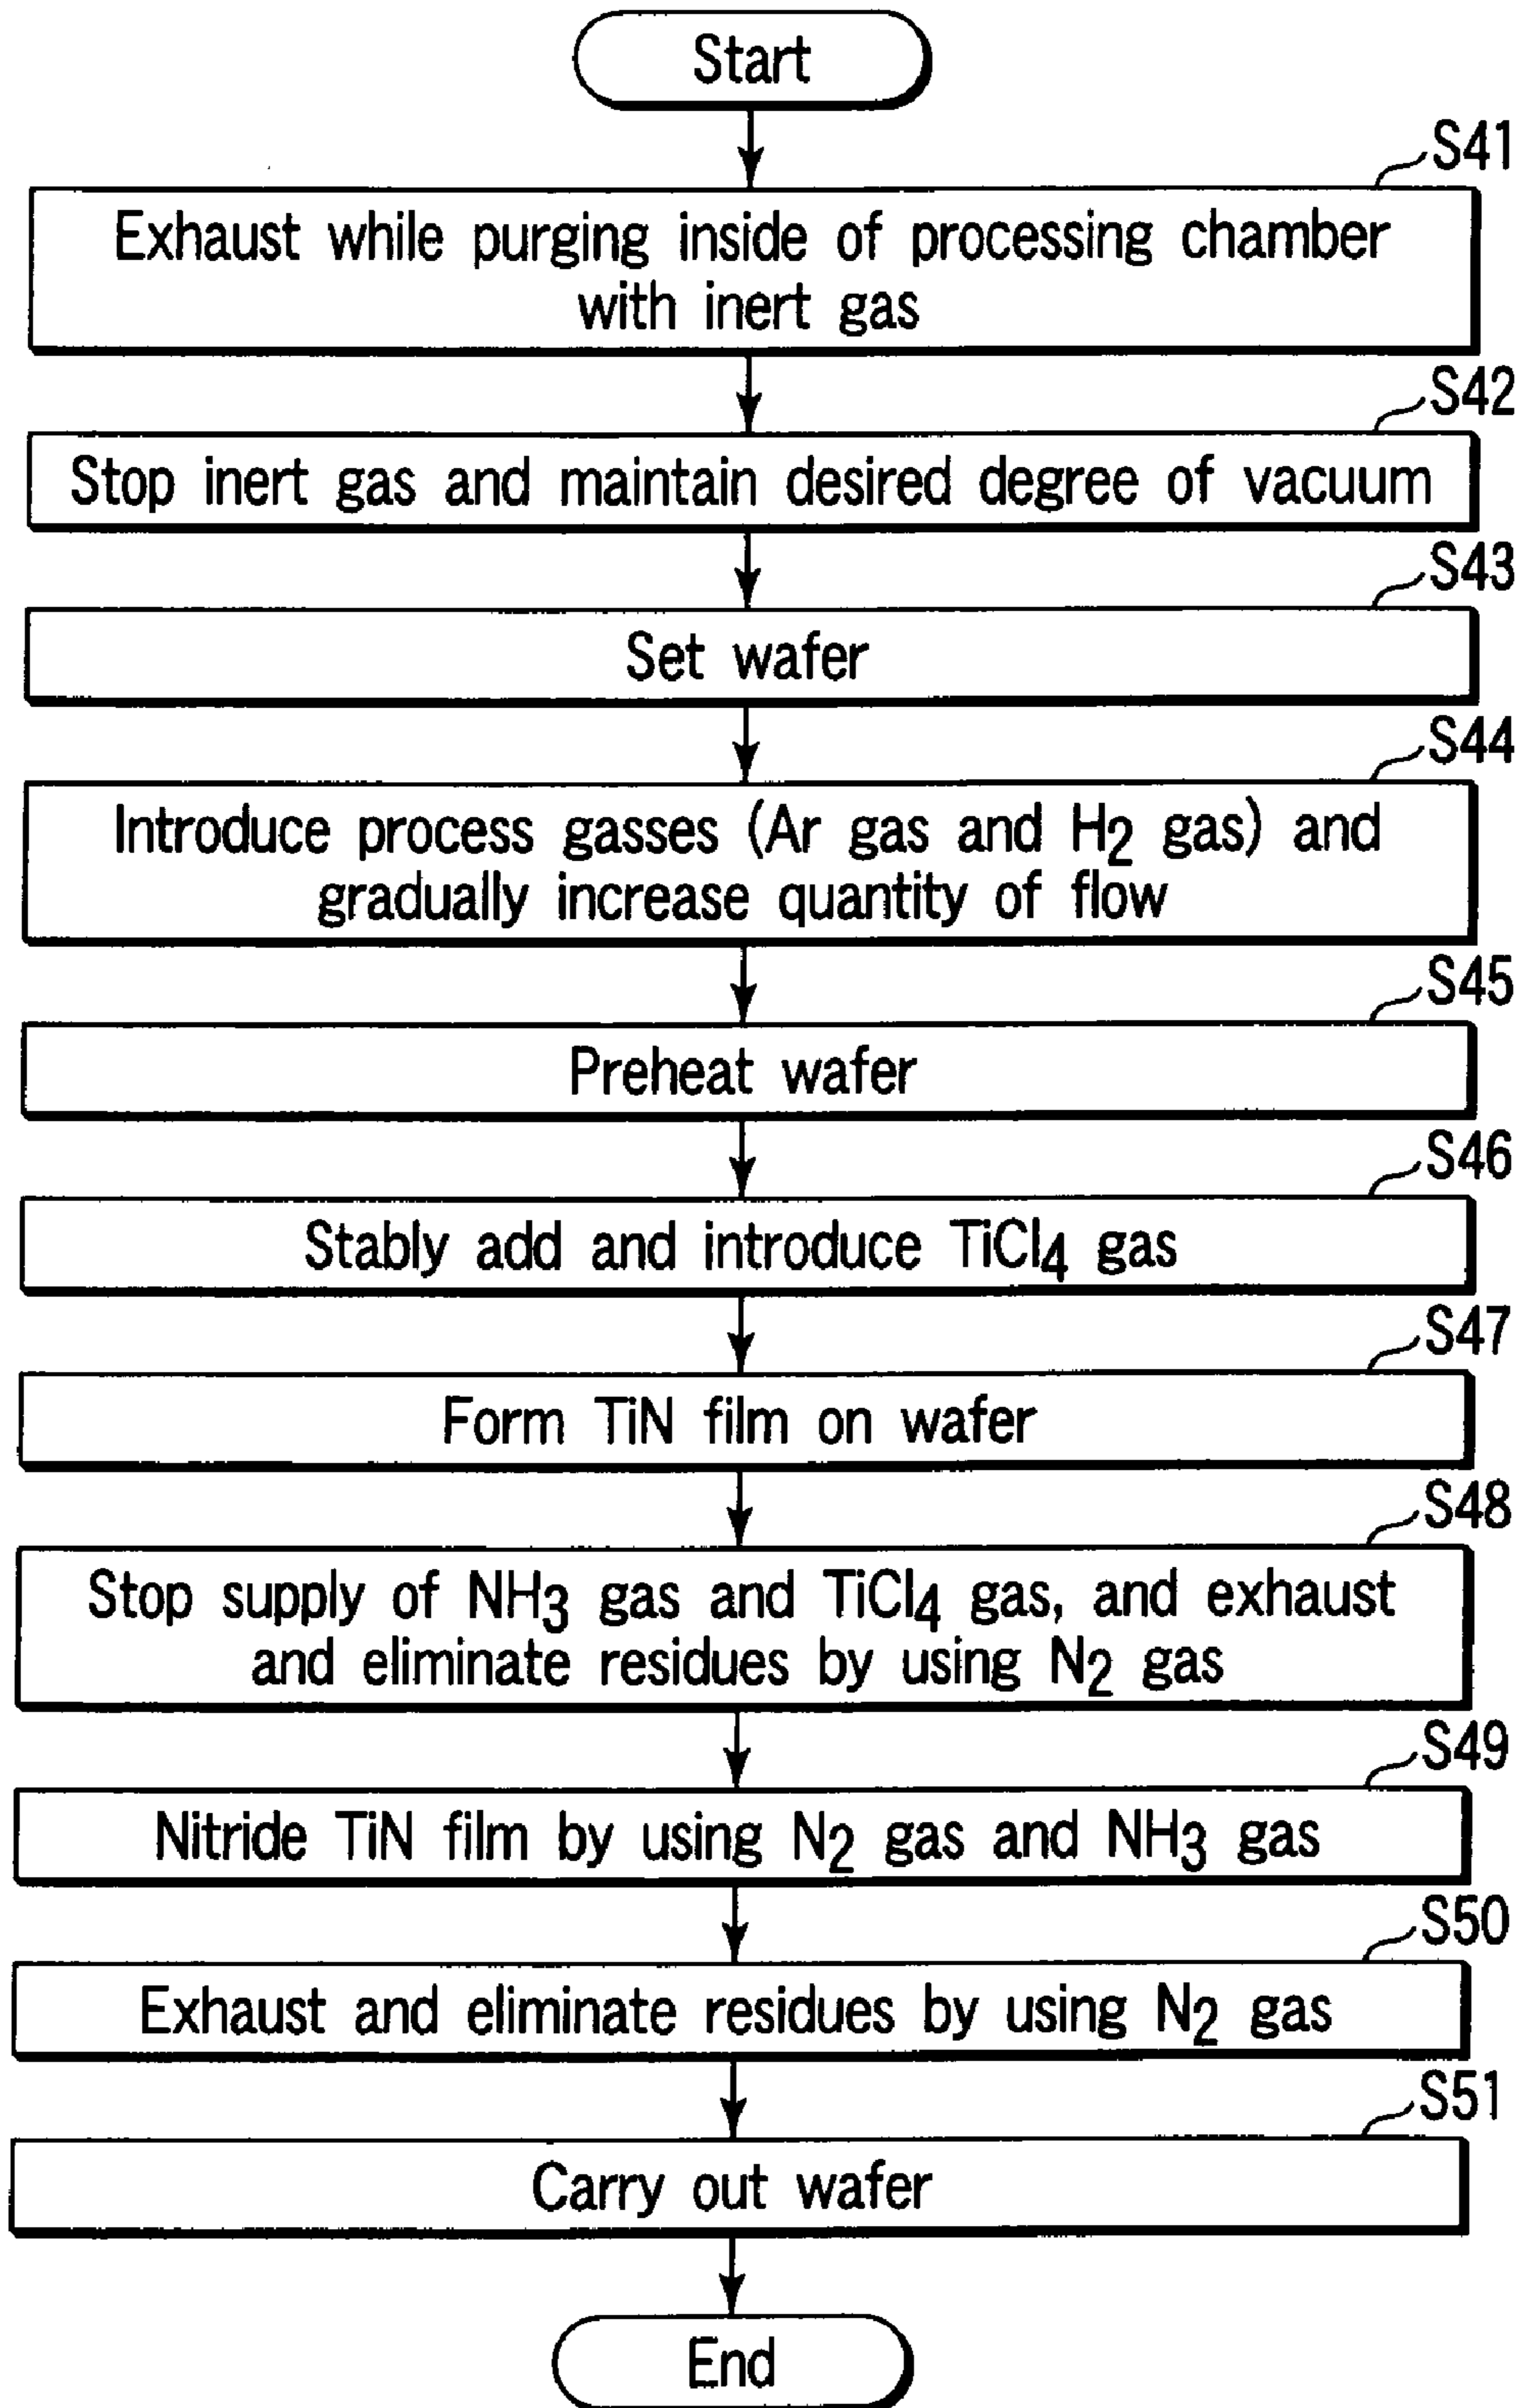 Start
S41
Exhaust while purging inside of processing chamber
with inert gas
S42
Stop inert gas and maintain desired degree of vacuum
S43
Set wafer
S44
Introduce process gasses (Ar gas and H2 gas) and
gradually increase quantity of flow
S45
Preheat wafer
S46
Stably add and introduce TiCl4 gas
S47
Form TiN film on wafer
S48
Stop supply of NH3 gas and TiCl4 gas, and exhaust
and eliminate residues by using N2 gas
S49
Nitride TiN film by using N2 gas and NH3 gas
S50
Exhaust and eliminate residues by using N2 gas
S51
Carry out wafer
End